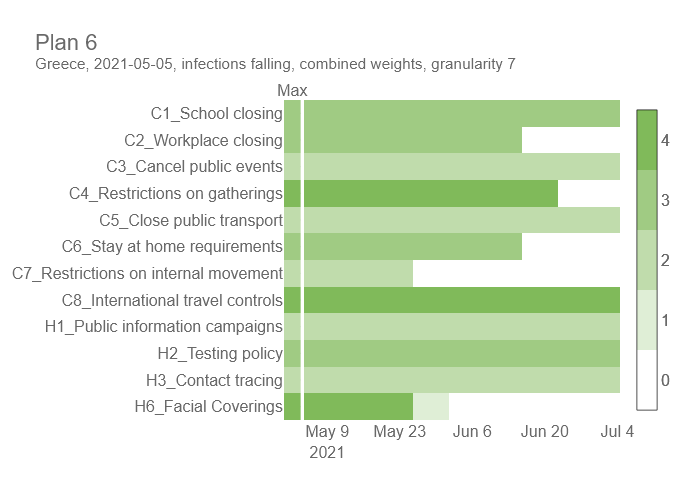 Plan 6
Greece, 2021-05-05, infections falling, combined weights, granularity 7
Max
C1_School closing
C2_Workplace closing
C3_Cancel public events
C4_Restrictions on gatherings
C5_Close public transport
C6_Stay at home requirements
C7_Restrictions on internal movement
C8_International travel controls
H1_Public information campaigns
H2_Testing policy
H3_Contact tracing
H6_Facial Coverings
May 9 May 23 Jun 6 Jun 20 Jul 4
2021
4
3
2
1
0